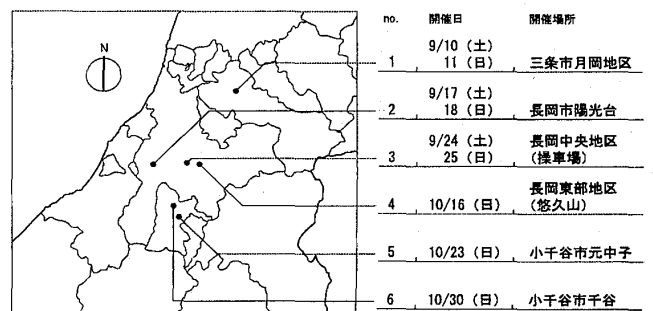 N
no. 開催日 開催場所
9/10 (土)
1 11 (日) 三条市月岡地区
9/17 (土)
2 18 (日) 長岡市陽光台
9/24 (土) 長岡中央地区
3 25 (日) (操車場)
長岡東部地区
4 10/16 (日) (悠久山)
5 10/23 (日) 小千谷市元中子
6 10/30 (日) 小千谷市千谷